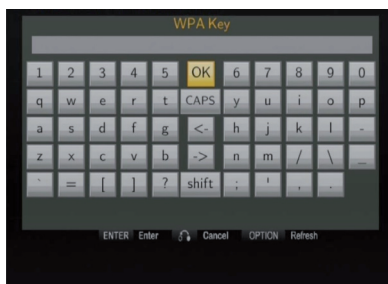 WPA Key
1 2 3 4 5 OK 6 7 8 9 0
q w e r t CAPS y u i o p
a s d f g <- h j k l -
z x c v b -> n m / \ _
` = [ ] ? shift ; ' , .
ENTER Enter Cancel OPTION Refresh